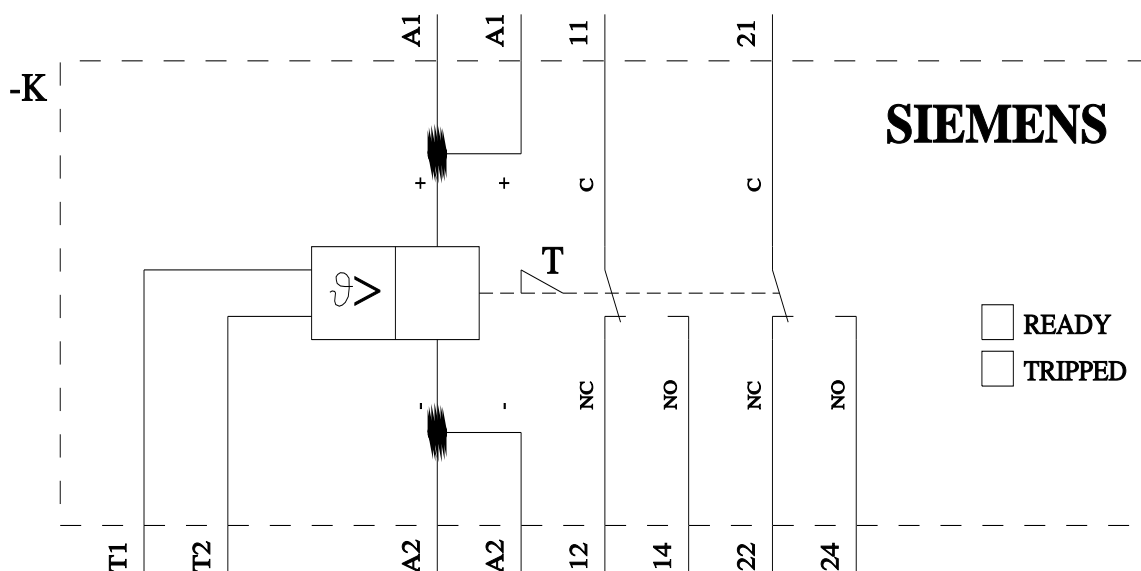 A1
A1
11
21
-K
SIEMENS
+
+
C
C
T
ϑ>
READY
TRIPPED
-
-
NC
NO
NC
NO
T1
T2
A2
A2
12
14
22
24